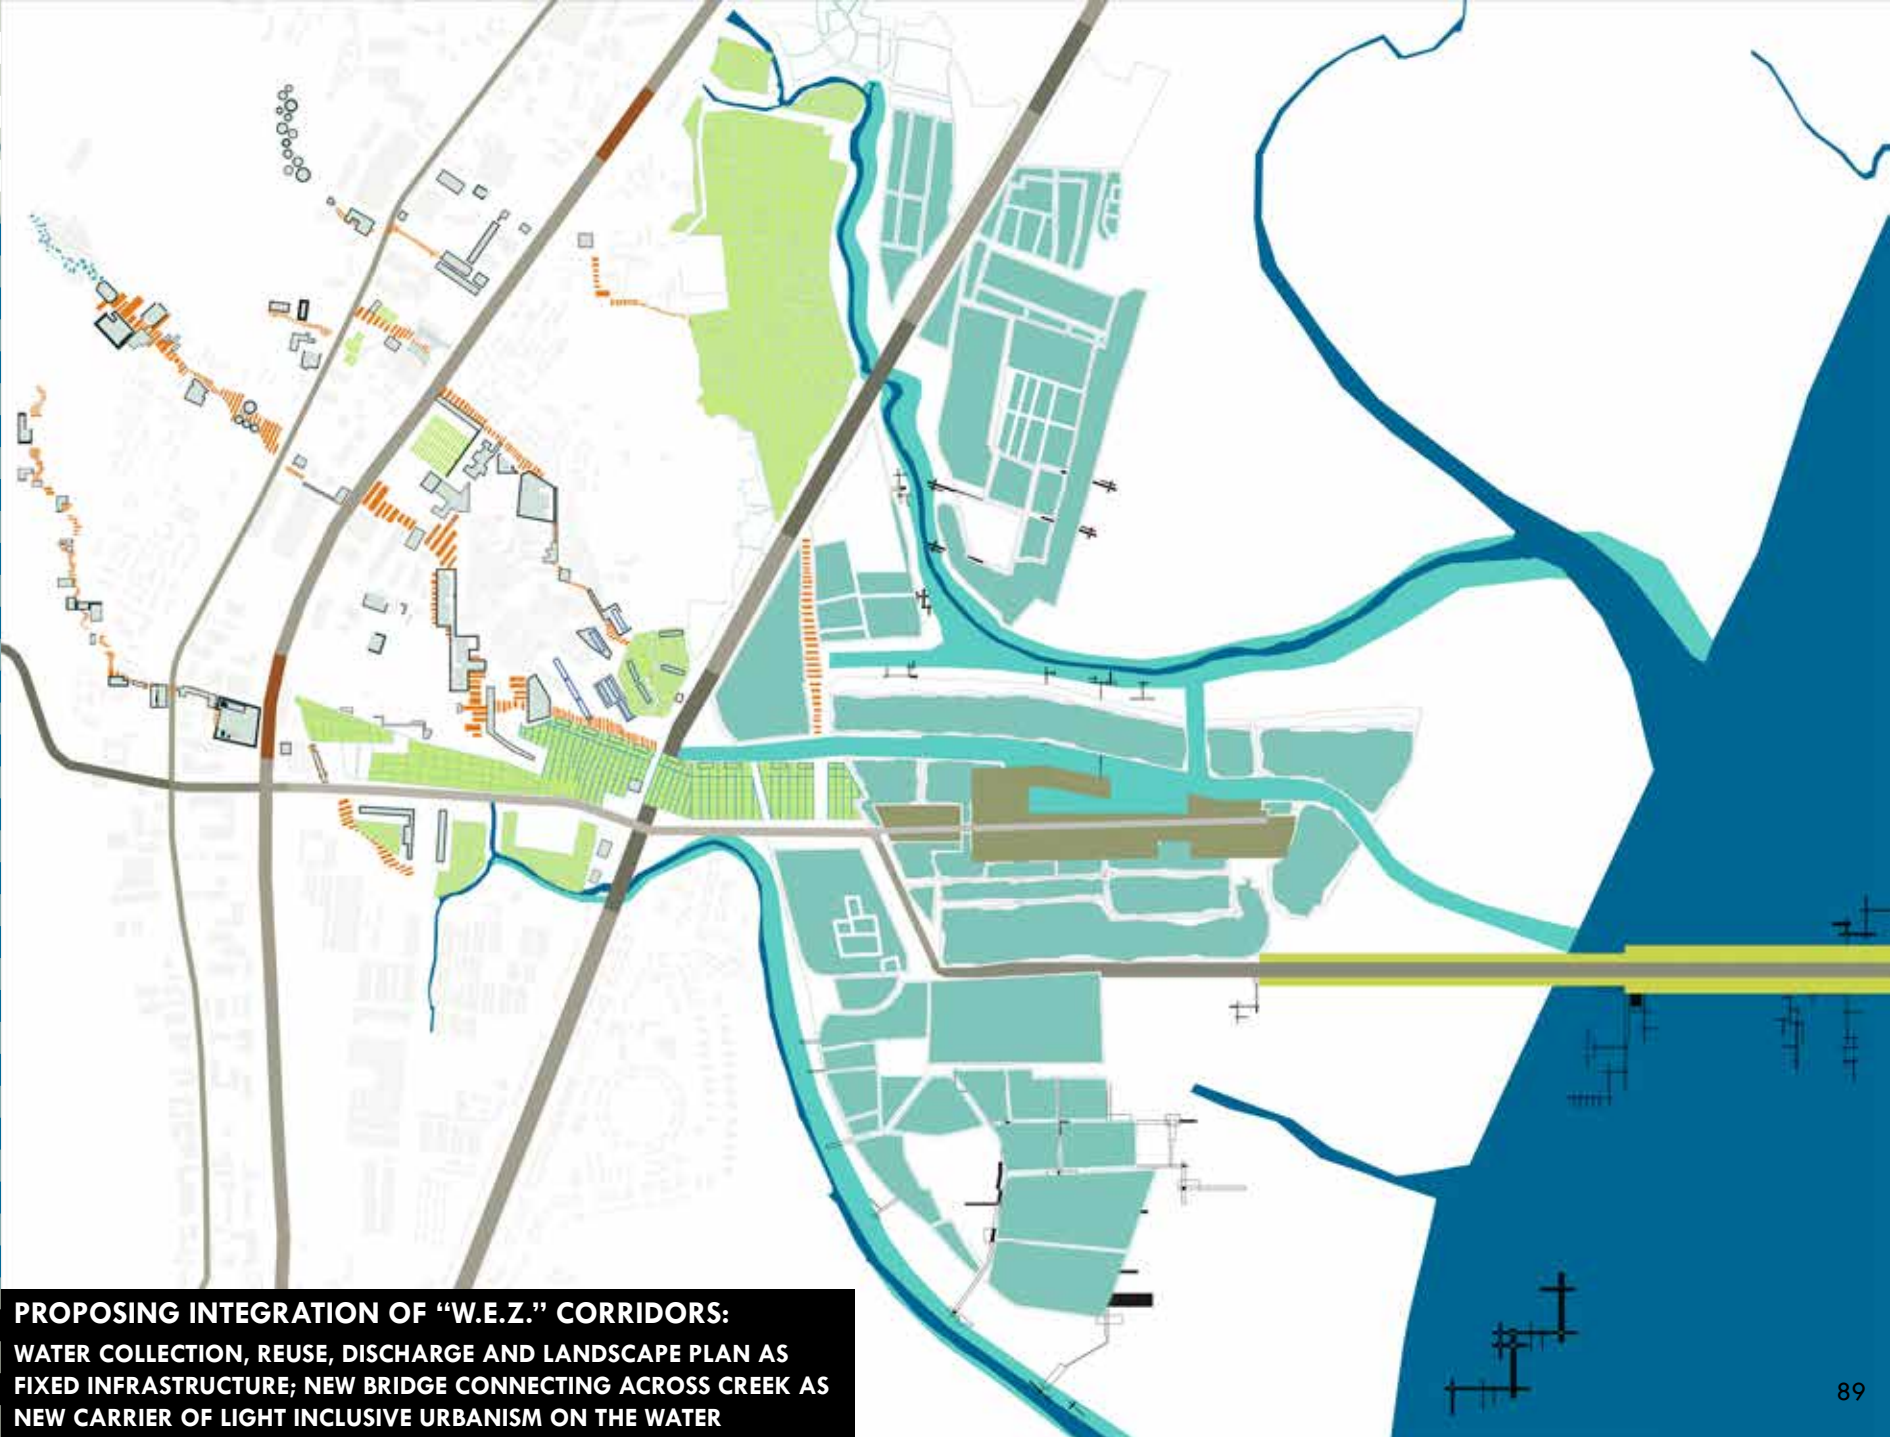 PROPOSING INTEGRATION OF “W.E.Z.” CORRIDORS:
WATER COLLECTION, REUSE, DISCHARGE AND LANDSCAPE PLAN AS
FIXED INFRASTRUCTURE; NEW BRIDGE CONNECTING ACROSS CREEK AS
NEW CARRIER OF LIGHT INCLUSIVE URBANISM ON THE WATER
89